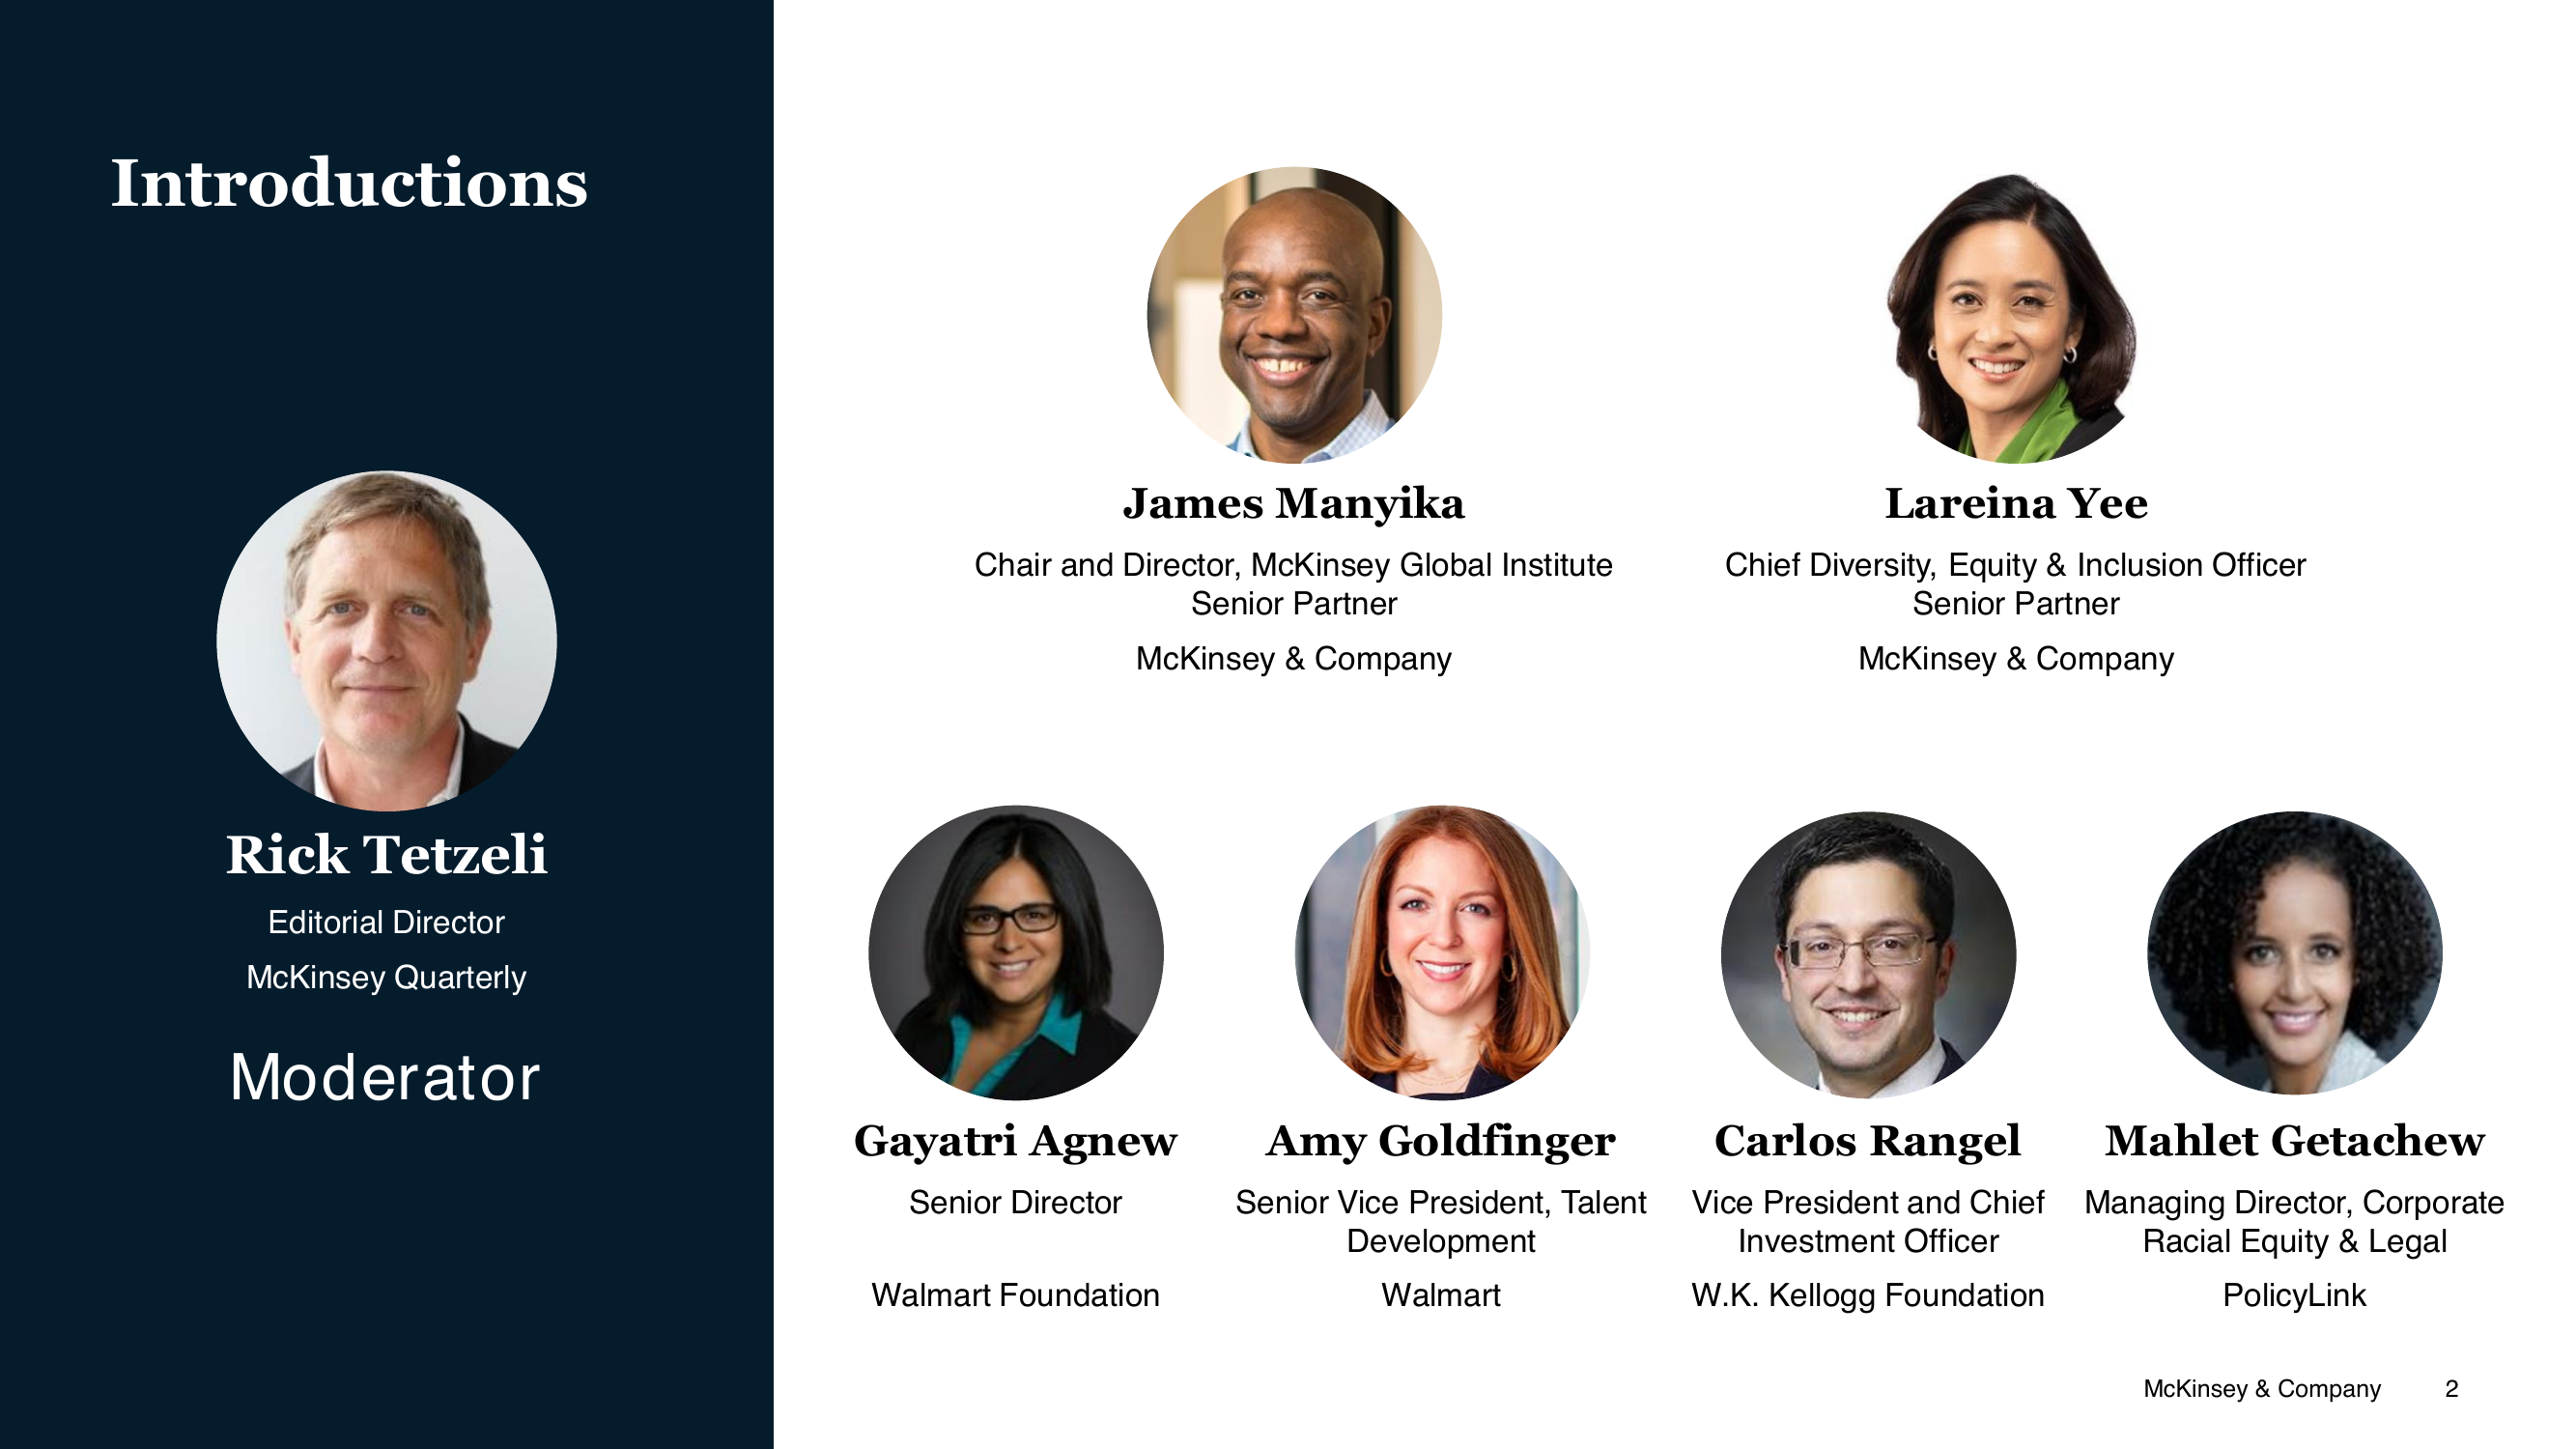 Introductions
Rick Tetzeli
Editorial Director
McKinsey Quarterly
Moderator
James Manyika
Chair and Director, McKinsey Global Institute
Senior Partner
McKinsey & Company
Lareina Yee
Chief Diversity, Equity & Inclusion Officer
Senior Partner
McKinsey & Company
Gayatri Agnew
Senior Director
Walmart Foundation
Amy Goldfinger
Senior Vice President, Talent
Development
Walmart
Carlos Rangel
Vice President and Chief
Investment Officer
W.K. Kellogg Foundation
Mahlet Getachew
Managing Director, Corporate
Racial Equity & Legal
PolicyLink
McKinsey & Company 2